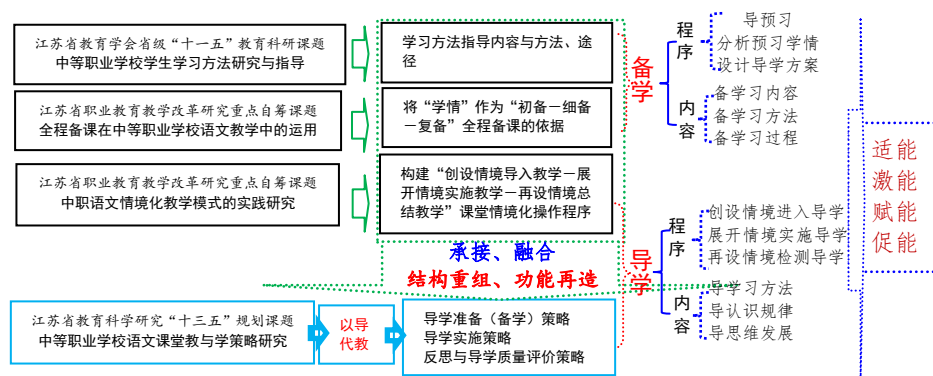 江苏省教育学会省级“十一五”教育科研课题
中等职业学校学生学习方法研究与指导
学习方法指导内容与方法、途
径
江苏省职业教育教学改革研究重点自筹课题
全程备课在中等职业学校语文教学中的运用
将“学情”作为“初备－细备
－复备”全程备课的依据
江苏省职业教育教学改革研究重点自筹课题
中职语文情境化教学模式的实践研究
构建“创设情境导入教学－展
开情境实施教学－再设情境总
结教学”课堂情境化操作程序
承接、融合
结构重组、功能再造
江苏省教育科学研究“十三五”规划课题
中等职业学校语文课堂教与学策略研究
以导
代教
导学准备（备学）策略
导学实施策略
反思与导学质量评价策略
备学
程序
导预习
分析预习学情
设计导学方案
内容
备学习内容
备学习方法
备学习过程
导学
程序
创设情境进入导学
展开情境实施导学
再设情境检测导学
内容
导学习方法
导认识规律
导思维发展
适能
激能
赋能
促能